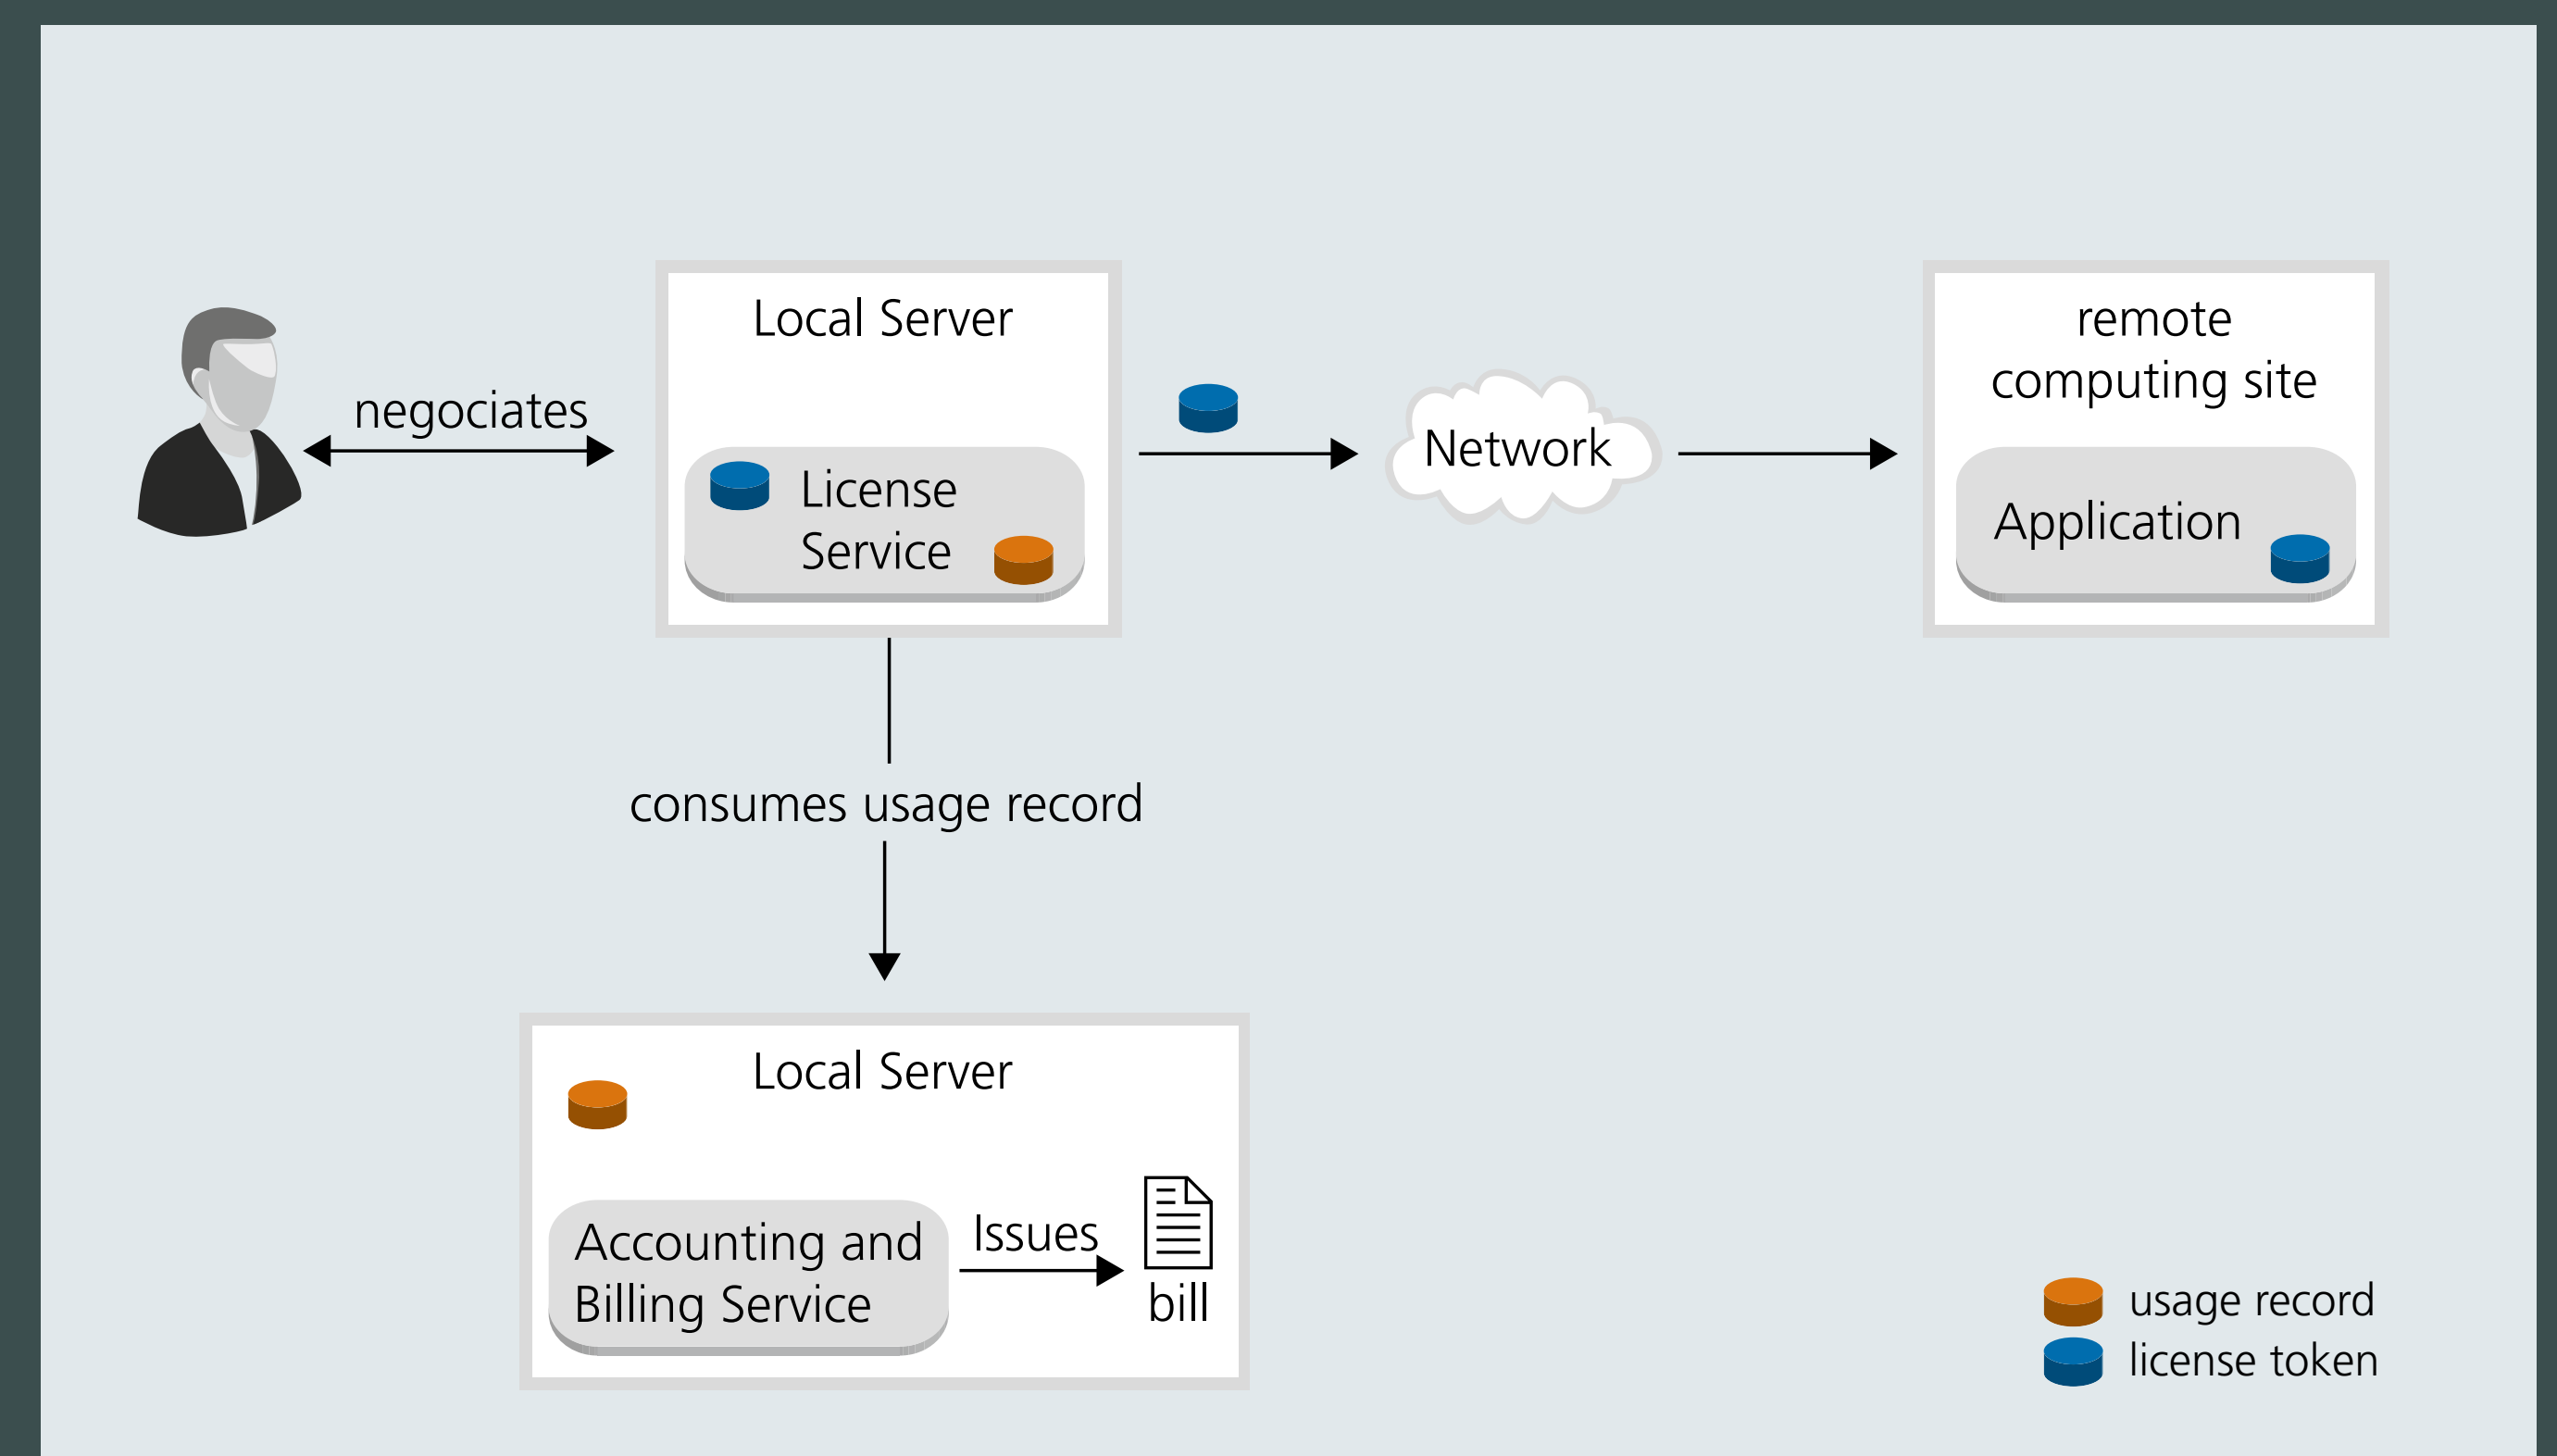 negociates
Local Server
License
Service
Network
remote
computing site
Application
consumes usage record
Local Server
Accounting and
Billing Service
Issues
bill
usage record
license token